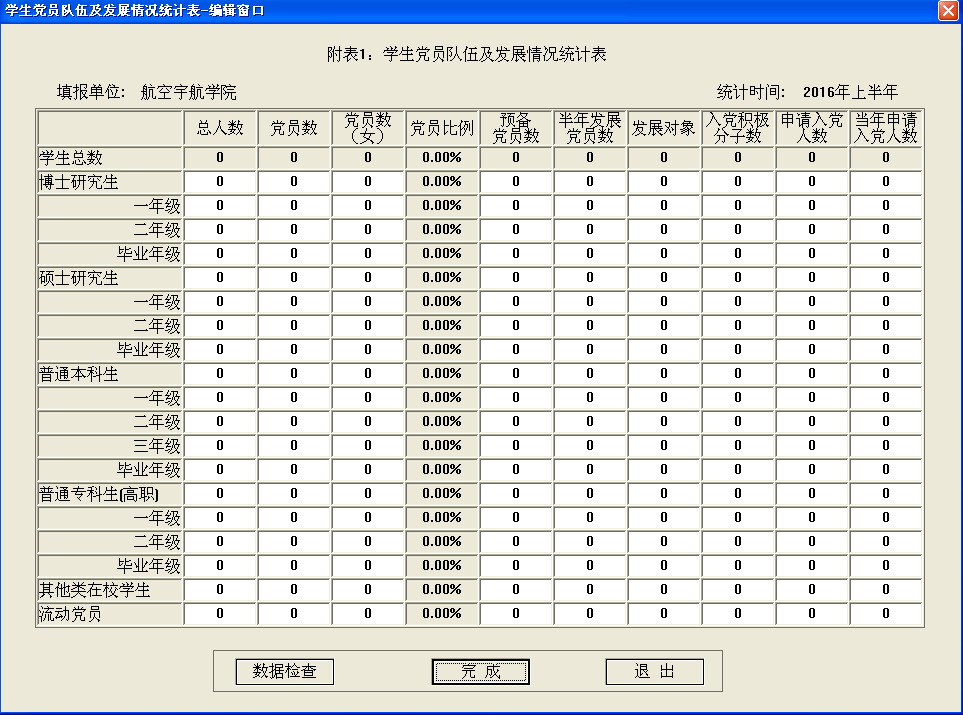 学生党员队伍及发展情况统计表-编辑窗口
附表1：学生党员队伍及发展情况统计表
填报单位： 航空宇航学院 统计时间： 2016年上半年
总人数 党员数 党员数（女） 党员比例 预备党员数 半年发展党员数 发展对象 入党积极分子数 申请入党人数 当年申请入党人数
学生总数 0 0 0 0.00% 0 0 0 0 0 0
博士研究生 0 0 0 0.00% 0 0 0 0 0 0
一年级 0 0 0 0.00% 0 0 0 0 0 0
二年级 0 0 0 0.00% 0 0 0 0 0 0
毕业年级 0 0 0 0.00% 0 0 0 0 0 0
硕士研究生 0 0 0 0.00% 0 0 0 0 0 0
一年级 0 0 0 0.00% 0 0 0 0 0 0
二年级 0 0 0 0.00% 0 0 0 0 0 0
毕业年级 0 0 0 0.00% 0 0 0 0 0 0
普通本科生 0 0 0 0.00% 0 0 0 0 0 0
一年级 0 0 0 0.00% 0 0 0 0 0 0
二年级 0 0 0 0.00% 0 0 0 0 0 0
三年级 0 0 0 0.00% 0 0 0 0 0 0
毕业年级 0 0 0 0.00% 0 0 0 0 0 0
普通专科生(高职) 0 0 0 0.00% 0 0 0 0 0 0
一年级 0 0 0 0.00% 0 0 0 0 0 0
二年级 0 0 0 0.00% 0 0 0 0 0 0
毕业年级 0 0 0 0.00% 0 0 0 0 0 0
其他类在校学生 0 0 0 0.00% 0 0 0 0 0 0
流动党员 0 0 0 0.00% 0 0 0 0 0 0
数据检查 完 成 退 出